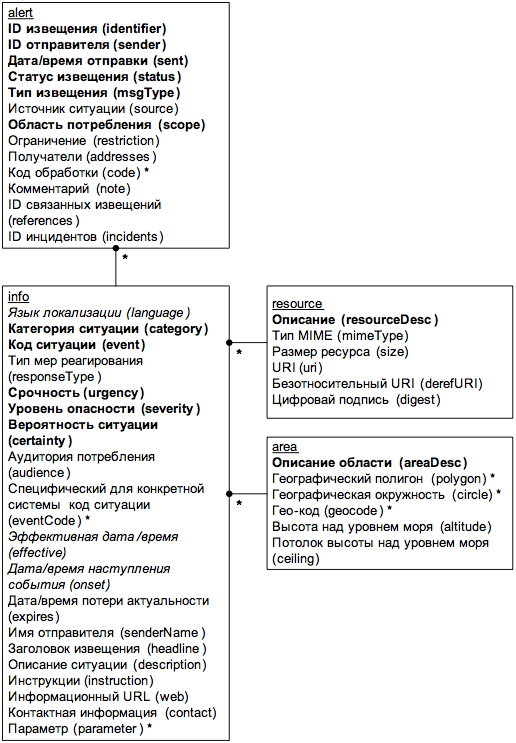 alert
ID извещения (identifier)
ID отправителя (sender)
Дата/время отправки (sent)
Статус извещения (status)
Тип извещения (msgType)
Источник ситуации (source)
Область потребления (scope)
Ограничение (restriction)
Получатели (addresses)
Код обработки (code) *
Комментарий (note)
ID связанных извещений
(references)
ID инцидентов (incidents)
*
info
Язык локализации (language)
Категория ситуации (category)
Код ситуации (event)
Тип мер реагирования
(responseType)
Срочность (urgency)
Уровень опасности (severity)
Вероятность ситуации
(certainty)
Аудитория потребления
(audience)
Специфический для конкретной
системы код ситуации
(eventCode) *
Эффективная дата/время
(effective)
Дата/время наступления
события (onset)
Дата/время потери актуальности
(expires)
Имя отправителя (senderName)
Заголовок извещения (headline)
Описание ситуации (description)
Инструкции (instruction)
Информационный URL (web)
Контактная информация (contact)
Параметр (parameter) *
*
resource
Описание (resourceDesc)
Тип MIME (mimeType)
Размер ресурса (size)
URI (uri)
Безотносительный URI (derefURI)
Цифровай подпись (digest)
*
area
Описание области (areaDesc)
Географический полигон (polygon) *
Географическая окружность (circle) *
Гео-код (geocode) *
Высота над уровнем моря (altitude)
Потолок высоты над уровнем моря
(ceiling)